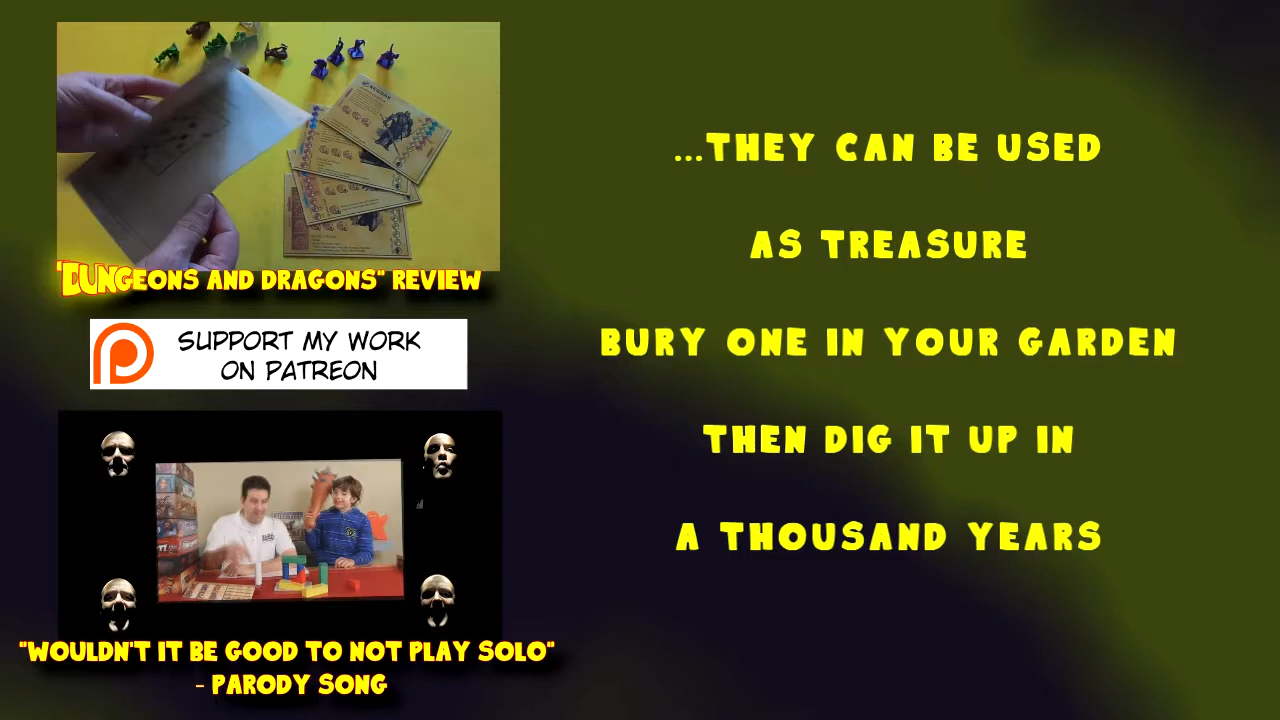 "DUNGEONS AND DRAGONS" REVIEW
SUPPORT MY WORK
ON PATREON
"WOULDN'T IT BE GOOD TO NOT PLAY SOLO"
- PARODY SONG
...THEY CAN BE USED
AS TREASURE
BURY ONE IN YOUR GARDEN
THEN DIG IT UP IN
A THOUSAND YEARS